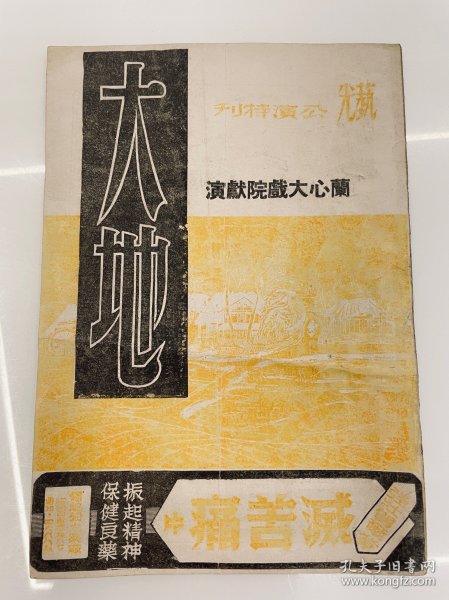 大地
公演特刊
蘭心大戲院獻演
滅苦痛
振起精神
保健良藥
孔夫子旧书网
www.kongfz.com